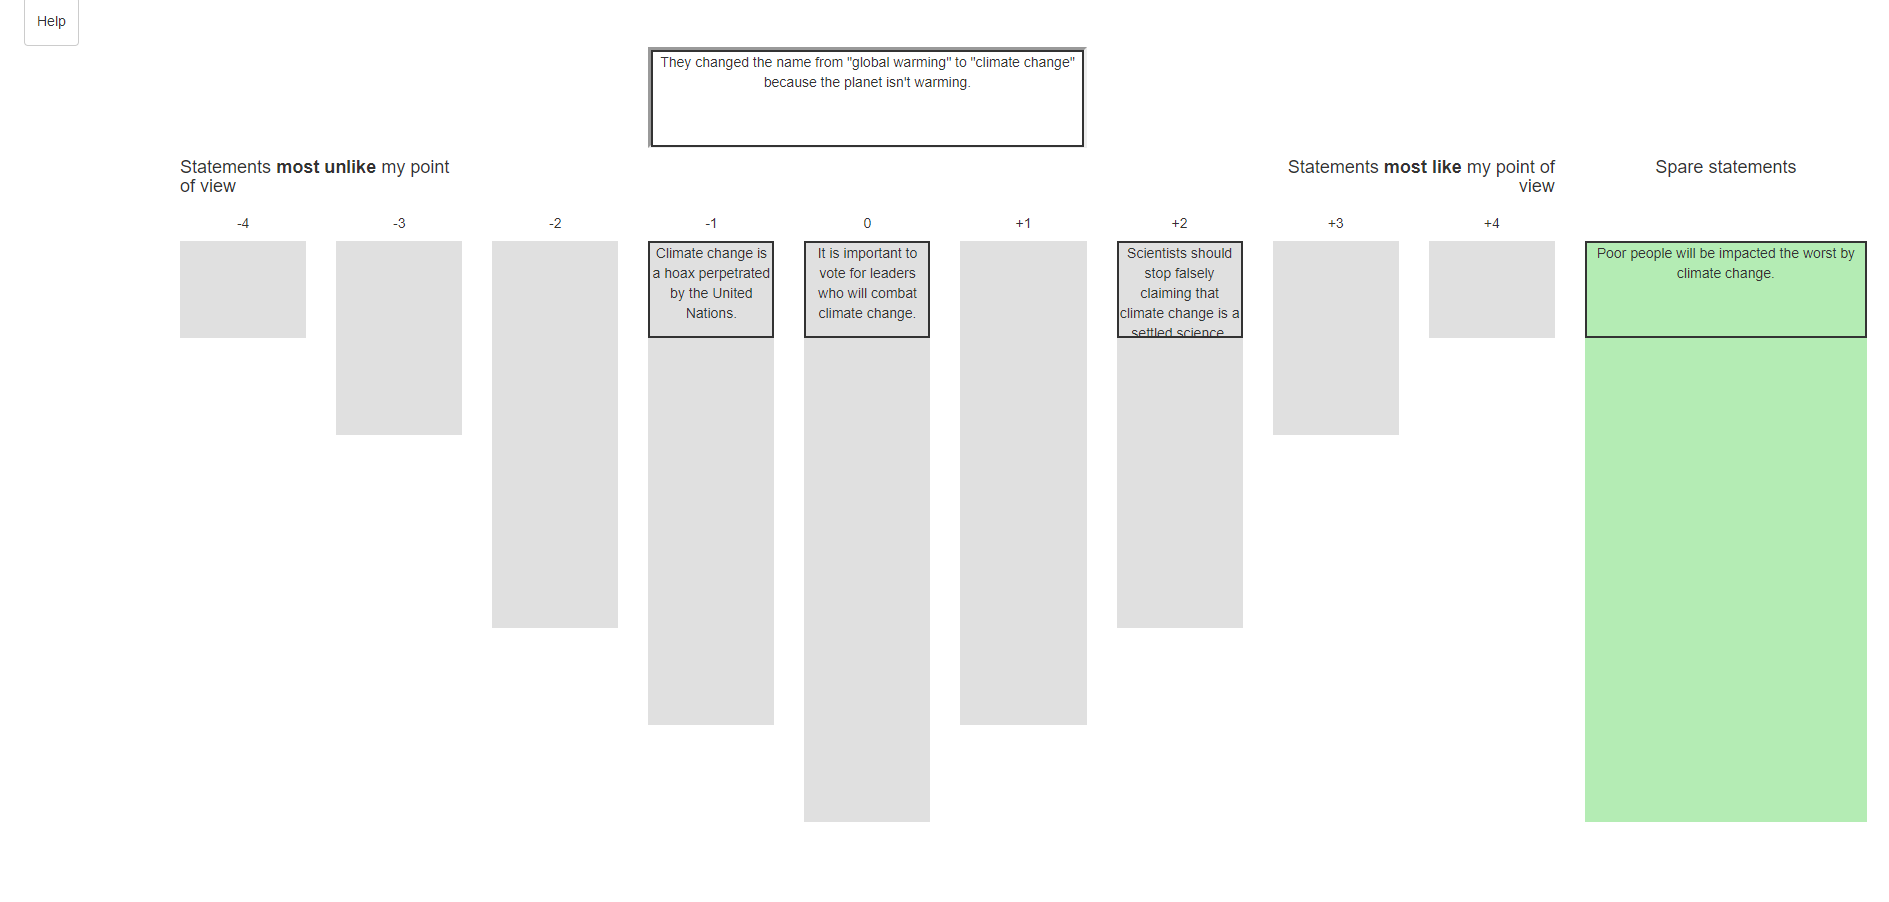 Help
They changed the name from "global warming" to "climate change"
because the planet isn't warming.
Statements most unlike my point
of view
Statements most like my point of
view
Spare statements
-4
-3
-2
-1
0
+1
+2
+3
+4
Climate change is
a hoax perpetrated
by the United
Nations.
It is important to
vote for leaders
who will combat
climate change.
Scientists should
stop falsely
claiming that
climate change is a
settled science
Poor people will be impacted the worst by
climate change.